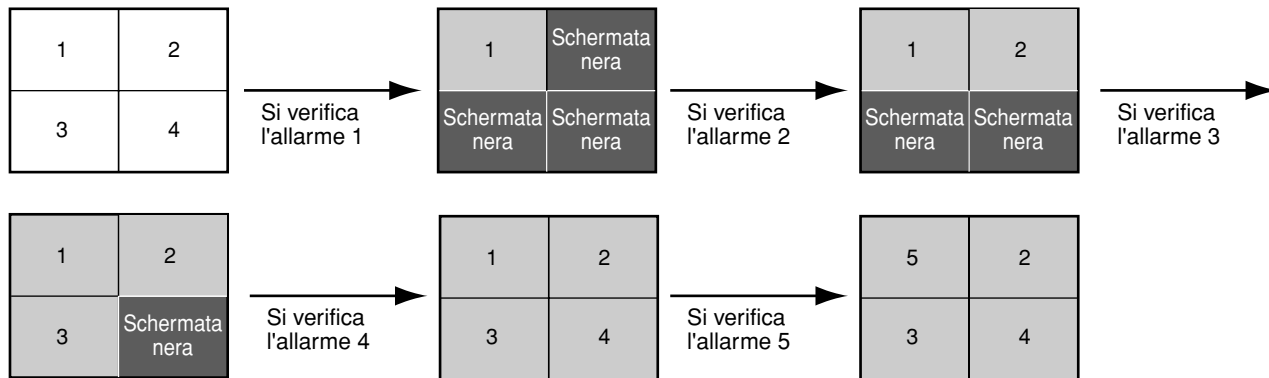 1
2
3
4
Si verifica
l'allarme 1
1
Schermata
nera
Schermata
nera
Schermata
nera
Si verifica
l'allarme 2
1
2
Schermata
nera
Schermata
nera
Si verifica
l'allarme 3
1
2
3
Schermata
nera
Si verifica
l'allarme 4
1
2
3
4
Si verifica
l'allarme 5
5
2
3
4